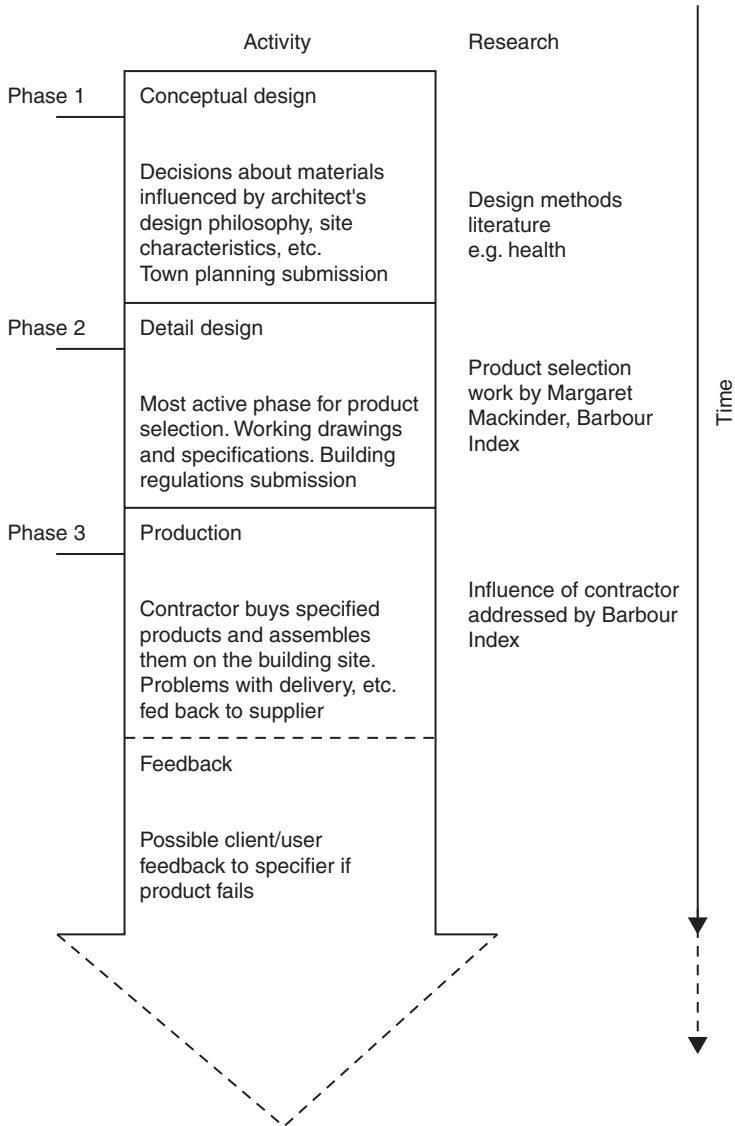 Activity
Research
Phase 1
Conceptual design
Decisions about materials
influenced by architect's
design philosophy, site
characteristics, etc.
Town planning submission
Design methods
literature
e.g. health
Phase 2
Detail design
Most active phase for product
selection. Working drawings
and specifications. Building
regulations submission
Product selection
work by Margaret
Mackinder, Barbour
Index
Time
Phase 3
Production
Contractor buys specified
products and assembles
them on the building site.
Problems with delivery, etc.
fed back to supplier
Influence of contractor
addressed by Barbour
Index
Feedback
Possible client/user
feedback to specifier if
product fails